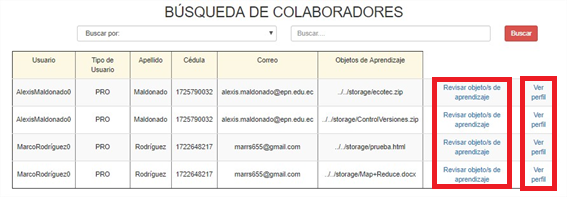 BÚSQUEDA DE COLABORADORES
Buscar por: Buscar... Buscar
Usuario Tipo de Usuario Apellido Cédula Correo Objetos de Aprendizaje
AlexisMaldonado0 PRO Maldonado 1725790032 alexis.maldonado@epn.edu.ec ../../storage/ecotec.zip Revisar objeto/s de aprendizaje Ver perfil
AlexisMaldonado0 PRO Maldonado 1725790032 alexis.maldonado@epn.edu.ec ../../storage/ControlVersiones.zip Revisar objeto/s de aprendizaje Ver perfil
MarcoRodríguez0 PRO Rodríguez 1722648217 marrs655@gmail.com ../../storage/prueba.html Revisar objeto/s de aprendizaje Ver perfil
MarcoRodríguez0 PRO Rodríguez 1722648217 marrs655@gmail.com ../../storage/Map+Reduce.docx Revisar objeto/s de aprendizaje Ver perfil